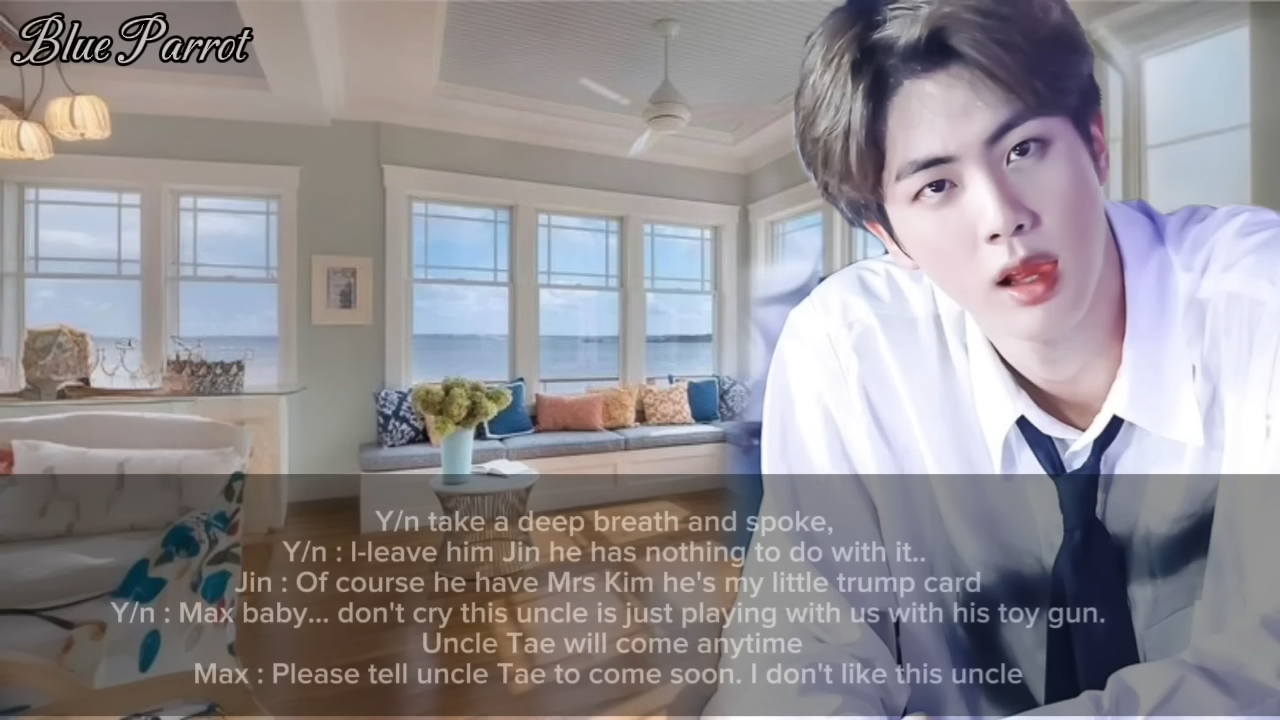 Blue Parrot
Y/n take a deep breath and spoke,
Y/n : I-leave him Jin he has nothing to do with it..
Jin : Of course he have Mrs Kim he's my little trump card
Y/n : Max baby... don't cry this uncle is just playing with us with his toy gun.
Uncle Tae will come anytime
Max : Please tell uncle Tae to come soon. I don't like this uncle